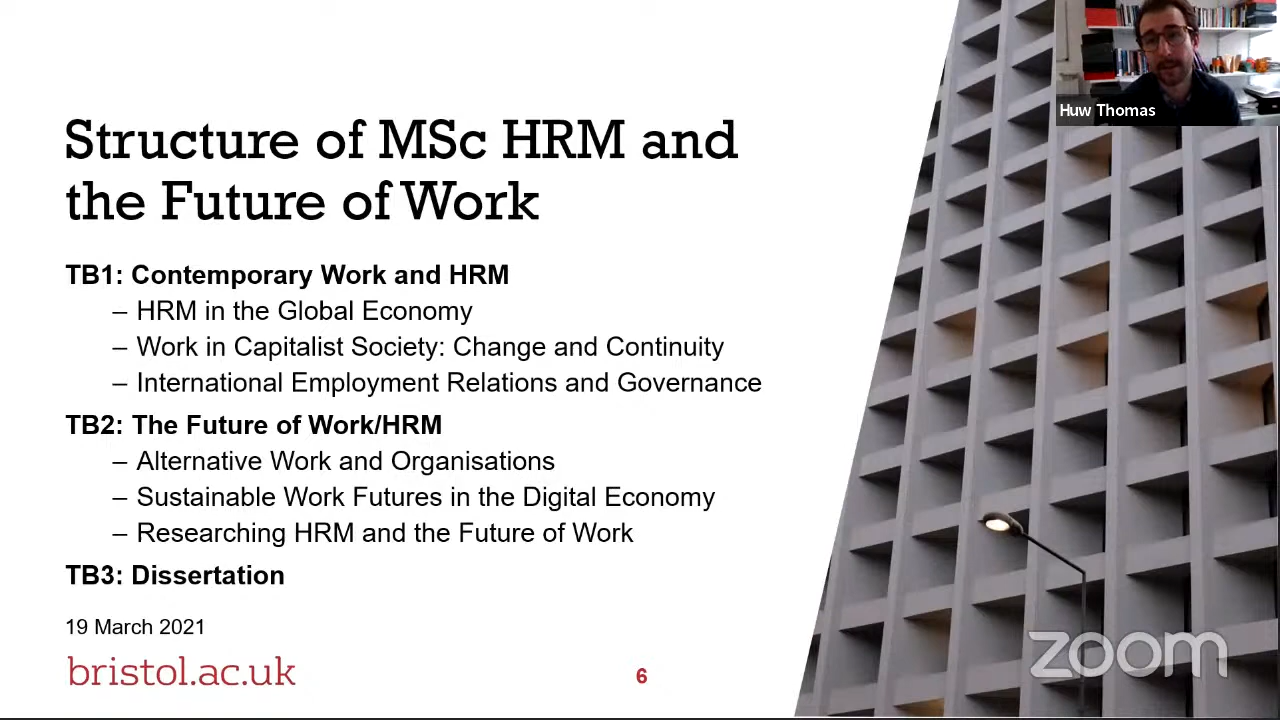 Huw Thomas
Structure of MSc HRM and
the Future of Work
TB1: Contemporary Work and HRM
– HRM in the Global Economy
– Work in Capitalist Society: Change and Continuity
– International Employment Relations and Governance
TB2: The Future of Work/HRM
– Alternative Work and Organisations
– Sustainable Work Futures in the Digital Economy
– Researching HRM and the Future of Work
TB3: Dissertation
19 March 2021
bristol.ac.uk
6
zoom